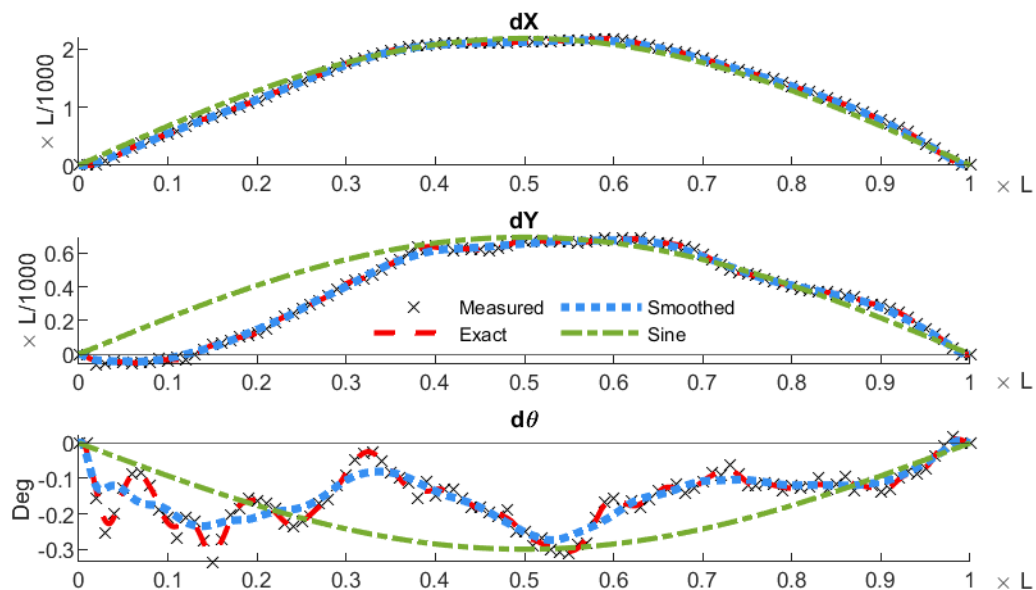 dX
× L/1000
2
1
0
0 0.1 0.2 0.3 0.4 0.5 0.6 0.7 0.8 0.9 1 × L
dY
× L/1000
0.6
0.4
0.2
0
Measured Smoothed
Exact Sine
0 0.1 0.2 0.3 0.4 0.5 0.6 0.7 0.8 0.9 1 × L
dθ
Deg
0
-0.1
-0.2
-0.3
0 0.1 0.2 0.3 0.4 0.5 0.6 0.7 0.8 0.9 1 × L